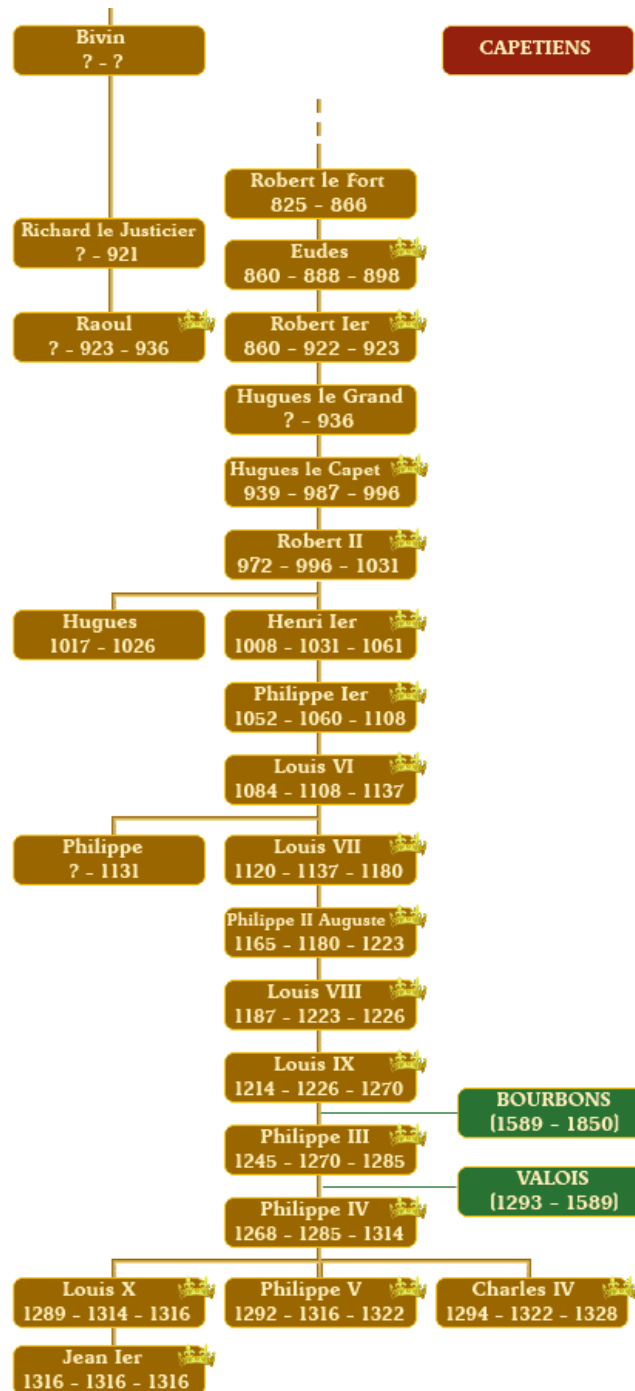 Bivin
? - ?
CAPETIENS
Robert le Fort
825 - 866
Richard le Justicier
? - 921
Eudes
860 - 888 - 898
Raoul
? - 923 - 936
Robert Ier
860 - 922 - 923
Hugues le Grand
? - 936
Hugues le Capet
939 - 987 - 996
Robert II
972 - 996 - 1031
Hugues
1017 - 1026
Henri Ier
1008 - 1031 - 1061
Philippe Ier
1052 - 1060 - 1108
Louis VI
1084 - 1108 - 1137
Philippe
? - 1131
Louis VII
1120 - 1137 - 1180
Philippe II Auguste
1165 - 1180 - 1223
Louis VIII
1187 - 1223 - 1226
Louis IX
1214 - 1226 - 1270
BOURBONS
(1589 - 1850)
Philippe III
1245 - 1270 - 1285
VALOIS
(1293 - 1589)
Philippe IV
1268 - 1285 - 1314
Louis X
1289 - 1314 - 1316
Philippe V
1292 - 1316 - 1322
Charles IV
1294 - 1322 - 1328
Jean Ier
1316 - 1316 - 1316